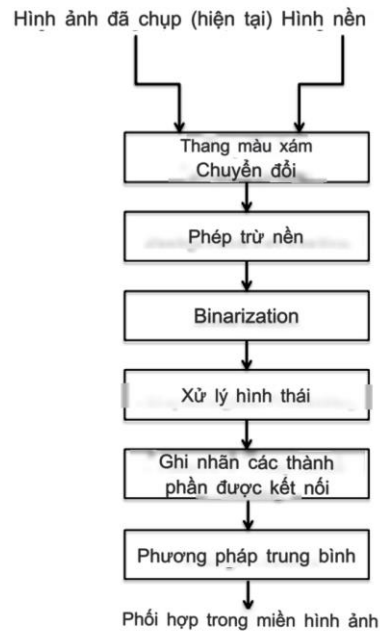 Hình ảnh đã chụp (hiện tại) Hình nền
Thang màu xám
Chuyển đổi
Phép trừ nền
Binarization
Xử lý hình thái
Ghi nhãn các thành
phần được kết nối
Phương pháp trung bình
Phối hợp trong miền hình ảnh